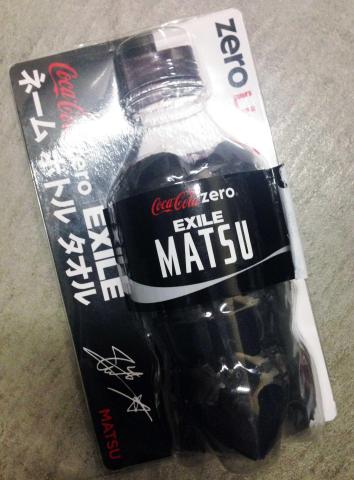 zero Li
Coca-Cola zero EXILE
ネーム ボトル タオル
Coca-Cola zero
EXILE
MATSU
MATSU